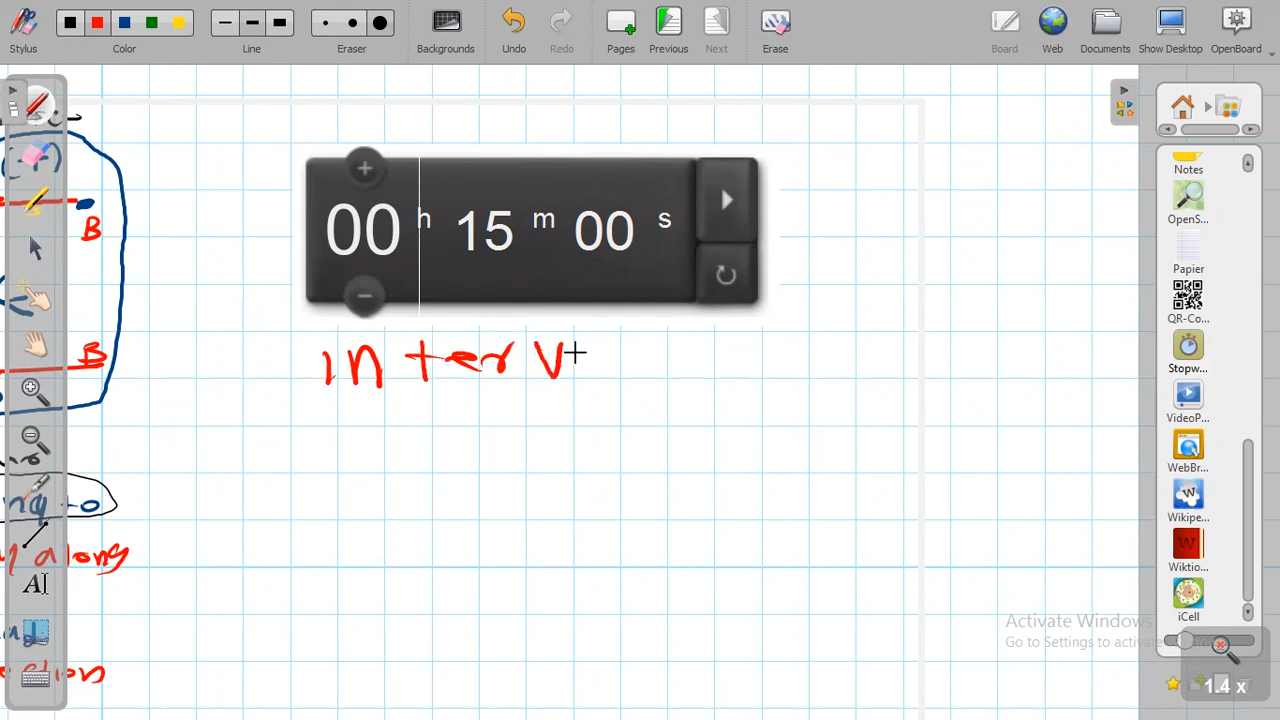 Stylus Color Line Eraser Backgrounds Undo Redo Pages Previous Next Erase Board Web Documents Show Desktop OpenBoard
B
B
along
00 h 15 m 00 s
in ter V
Notes
OpenS...
Papier
QR-Co...
Stopw...
VideoP...
WebBr...
Wikipe...
Wiktio...
iCell
Activate Windows
Go to Settings to activate
1.4 x